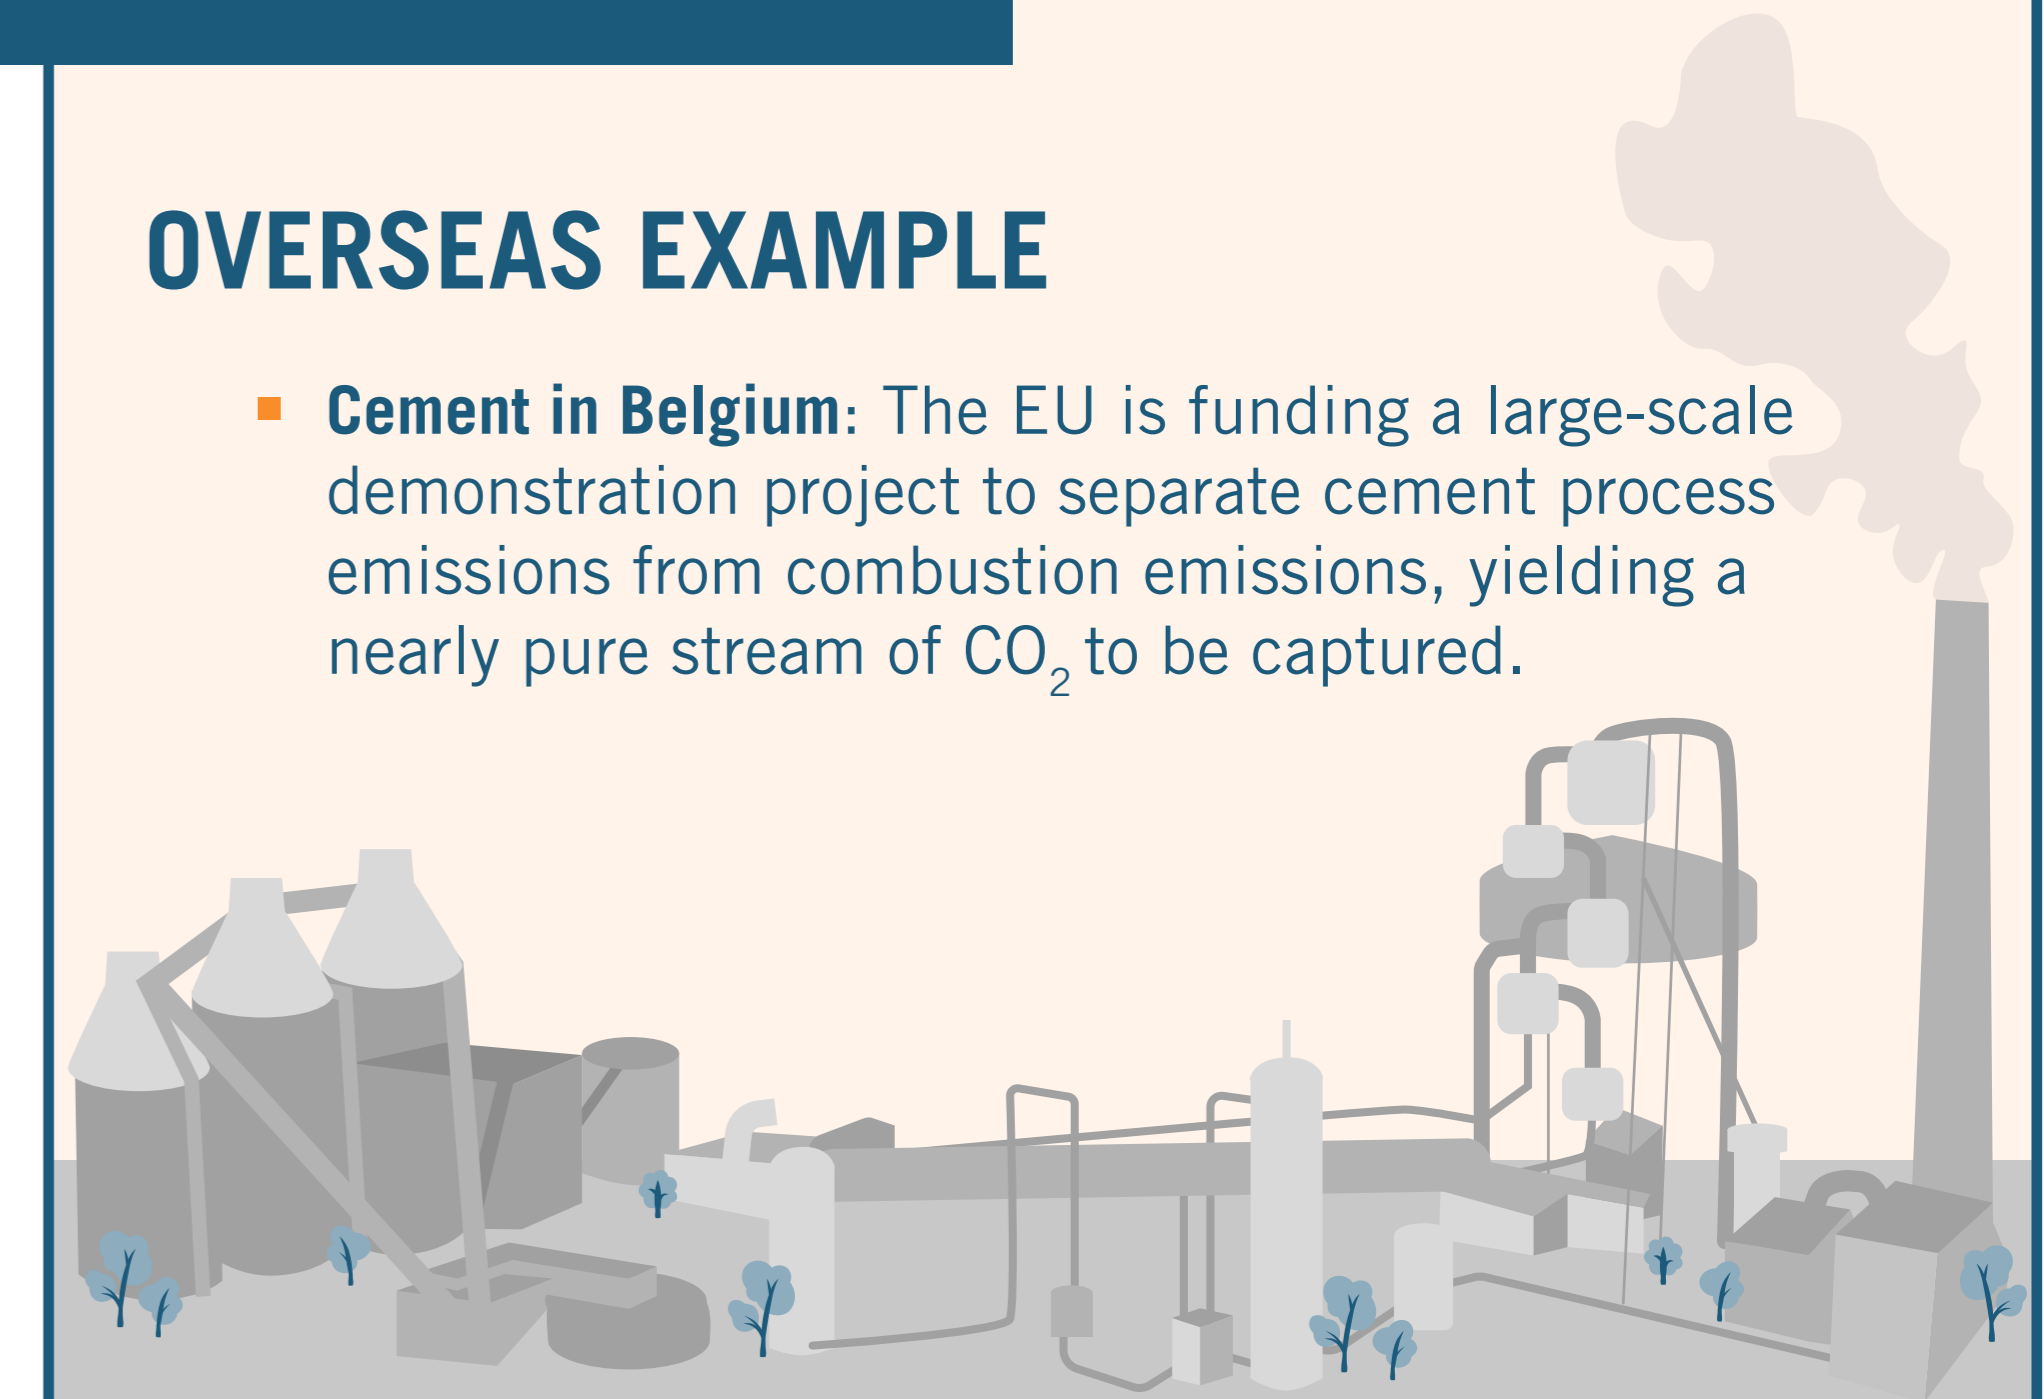 OVERSEAS EXAMPLE
▪ Cement in Belgium: The EU is funding a large-scale
demonstration project to separate cement process
emissions from combustion emissions, yielding a
nearly pure stream of CO₂ to be captured.